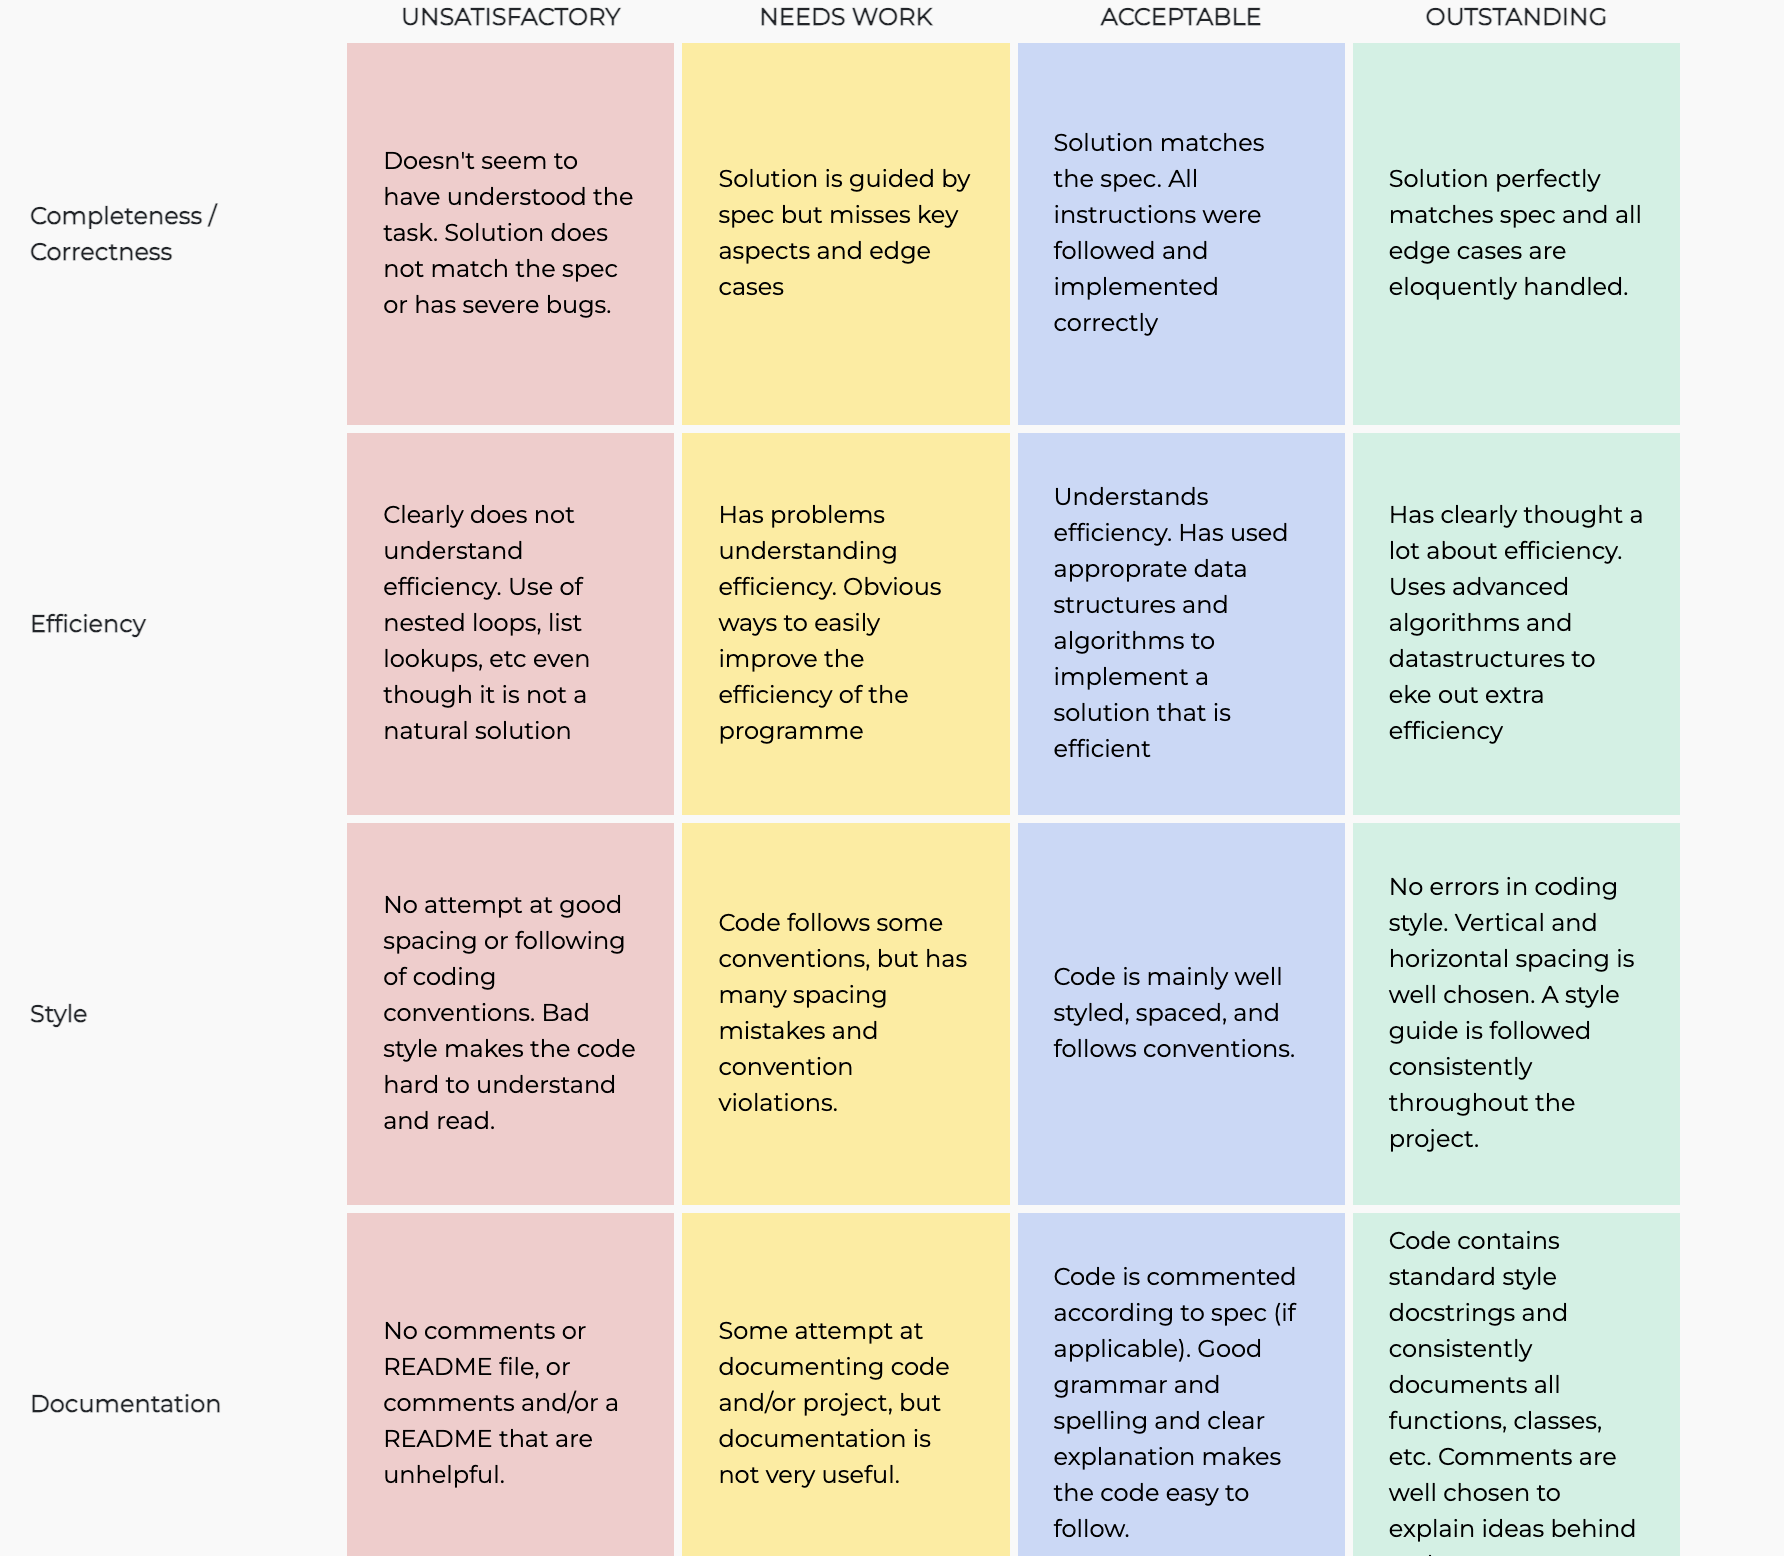 UNSATISFACTORY
NEEDS WORK
ACCEPTABLE
OUTSTANDING
Completeness /
Correctness
Doesn't seem to
have understood the
task. Solution does
not match the spec
or has severe bugs.
Solution is guided by
spec but misses key
aspects and edge
cases
Solution matches
the spec. All
instructions were
followed and
implemented
correctly
Solution perfectly
matches spec and all
edge cases are
eloquently handled.
Efficiency
Clearly does not
understand
efficiency. Use of
nested loops, list
lookups, etc even
though it is not a
natural solution
Has problems
understanding
efficiency. Obvious
ways to easily
improve the
efficiency of the
programme
Understands
efficiency. Has used
approprate data
structures and
algorithms to
implement a
solution that is
efficient
Has clearly thought a
lot about efficiency.
Uses advanced
algorithms and
datastructures to
eke out extra
efficiency
Style
No attempt at good
spacing or following
of coding
conventions. Bad
style makes the code
hard to understand
and read.
Code follows some
conventions, but has
many spacing
mistakes and
convention
violations.
Code is mainly well
styled, spaced, and
follows conventions.
No errors in coding
style. Vertical and
horizontal spacing is
well chosen. A style
guide is followed
consistently
throughout the
project.
Documentation
No comments or
README file, or
comments and/or a
README that are
unhelpful.
Some attempt at
documenting code
and/or project, but
documentation is
not very useful.
Code is commented
according to spec (if
applicable). Good
grammar and
spelling and clear
explanation makes
the code easy to
follow.
Code contains
standard style
docstrings and
consistently
documents all
functions, classes,
etc. Comments are
well chosen to
explain ideas behind